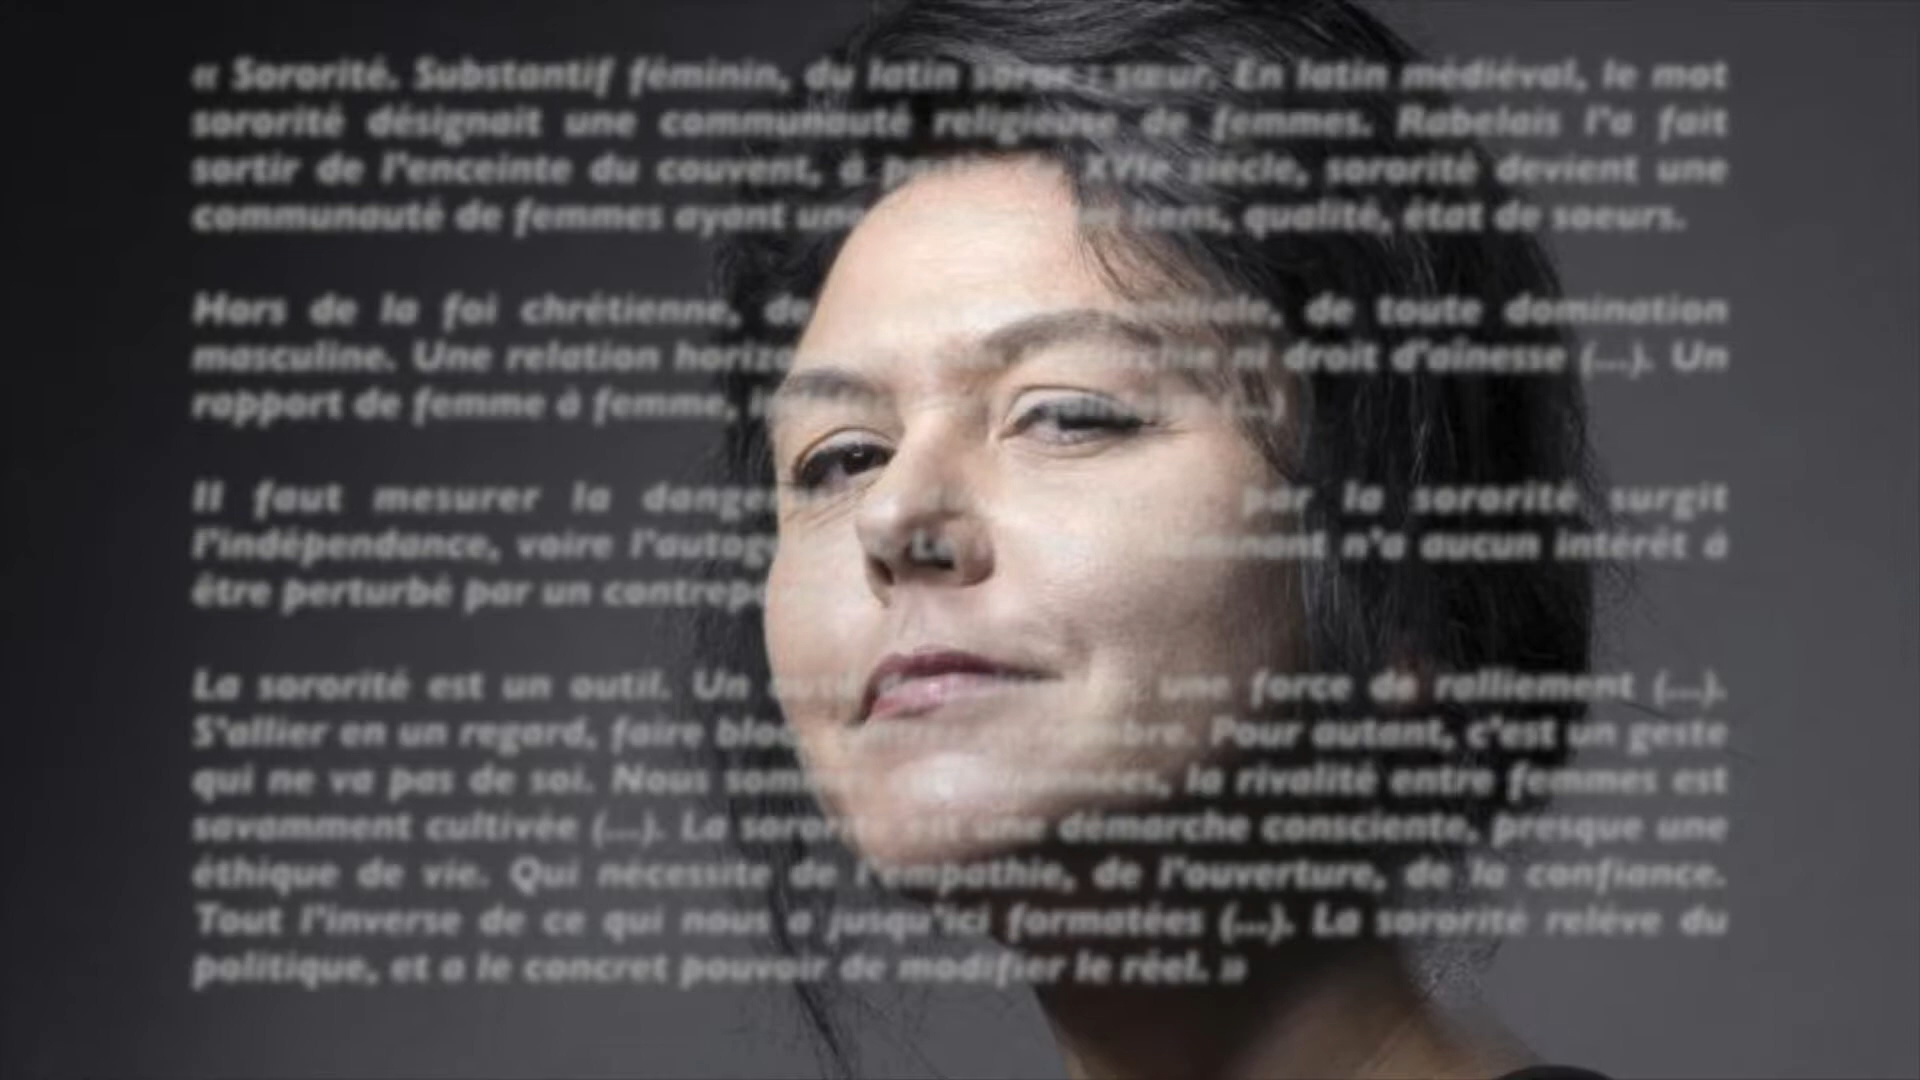 « Sororité. Substantif féminin, du latin soror : sœur. En latin médiéval, le mot
sororité désignait une communauté religieuse de femmes. Rabelais l'a fait
sortir de l'enceinte du couvent, à XVIe siècle, sororité devient une
communauté de femmes ayant une liens, qualité, état de soeurs.
Hors de la foi chrétienne, de de toute domination
masculine. Une relation ni droit d'aînesse (...). Un
rapport de femme à femme, (...)
Il faut mesurer la par la sororité surgit
l'indépendance, voire n'a aucun intérêt à
être perturbé par un
La sororité est un outil. Un une force de ralliement (...).
S'allier en un regard, faire Pour autant, c'est un geste
qui ne va pas de soi. Nous la rivalité entre femmes est
savamment cultivée (...). La sororité est une démarche consciente, presque une
éthique de vie. Qui nécessite de l'empathie, de l'ouverture, de la confiance.
Tout l'inverse de ce qui nous a jusqu'ici formatées (...). La sororité relève du
politique, et a le concret pouvoir de modifier le réel. »